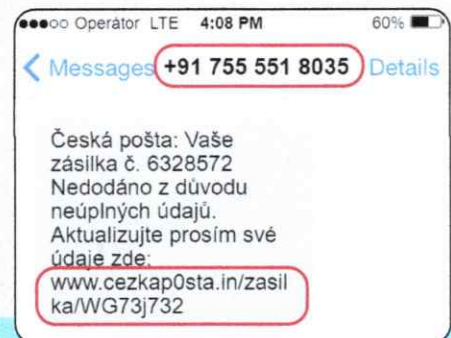 ●●●○○ Operátor LTE 4:08 PM 60%
Messages +91 755 551 8035 Details
Česká pošta: Vaše
zásilka č. 6328572
Nedodáno z důvodu
neúplných údajů.
Aktualizujte prosím své
údaje zde:
www.cezkap0sta.in/zasil
ka/WG73j732